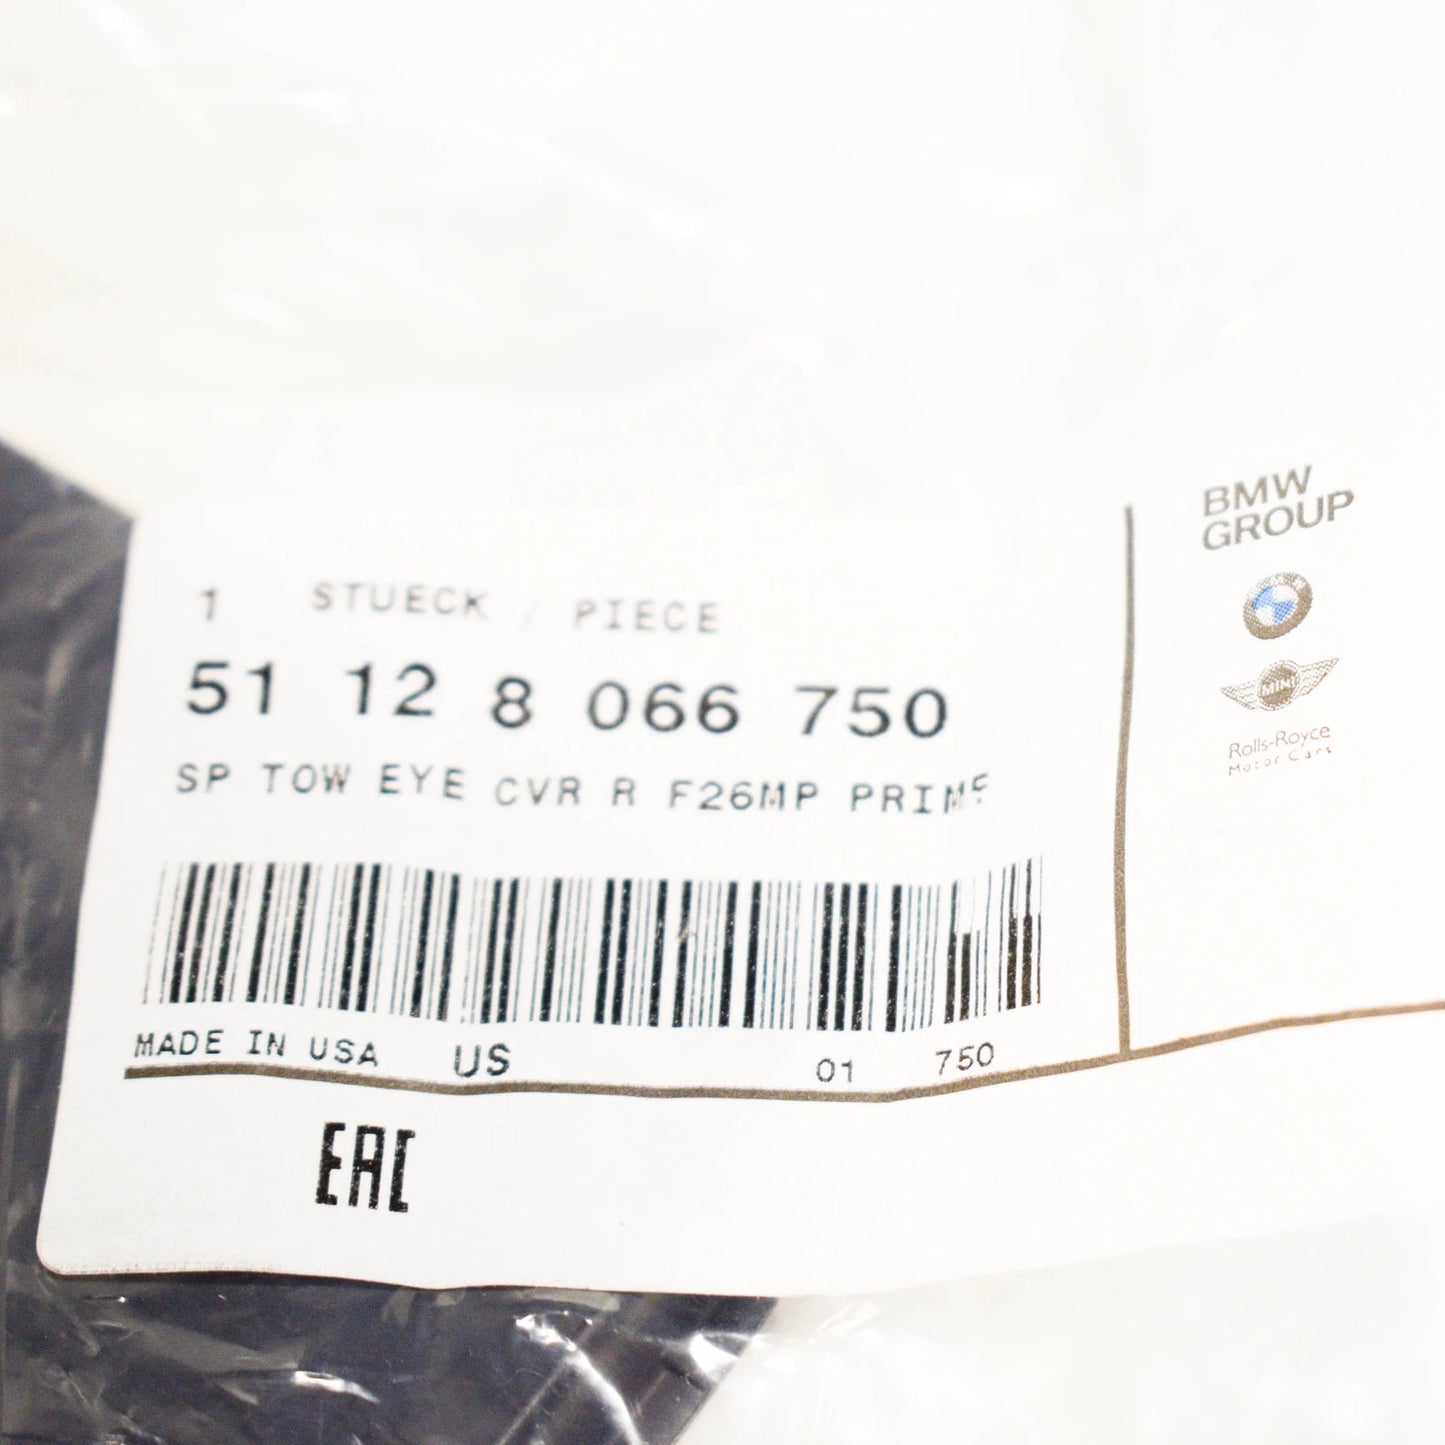 1 STUECK / PIECE
51 12 8 066 750
SP TOW EYE CVR R F26MP PRIME
MADE IN USA US 01 750
EAC
BMW
GROUP
MINI
Rolls-Royce
Motor Cars